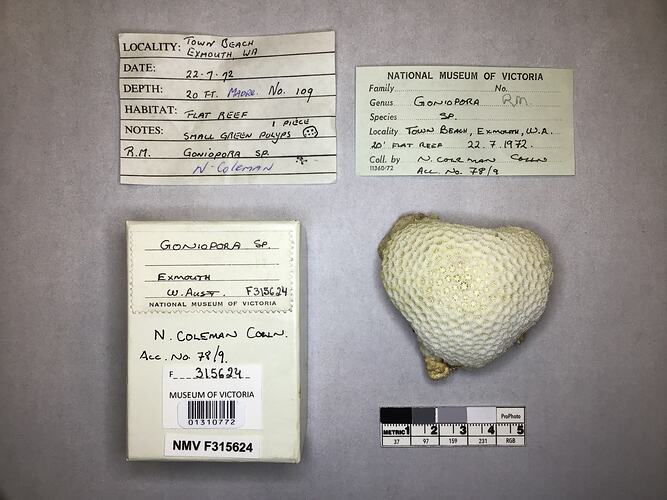 LOCALITY: TOWN BEACH
EXMOUTH, WA
DATE: 22-7-72
DEPTH: 20 FT. MADRE. No. 109
HABITAT: FLAT REEF
1 PIECE
NOTES: SMALL GREEN POLYPS
R.M. GONIOPORA SP.
N. COLEMAN
NATIONAL MUSEUM OF VICTORIA
Family No.
Genus GONIOPORA R.M.
Species SP.
Locality TOWN BEACH, EXMOUTH, W.A.
20' FLAT REEF 22.7.1972.
Coll. by N. COLEMAN COLLN
11360/72 ACC. No. 78/9
GONIOPORA SP.
EXMOUTH
W. AUST. F315624
NATIONAL MUSEUM OF VICTORIA
N. COLEMAN COLLN.
ACC. No. 78/9.
F 315624
MUSEUM OF VICTORIA
01310772
NMV F315624
ProPhoto
METRIC 1 2 3 4 5
37 97 159 231 RGB